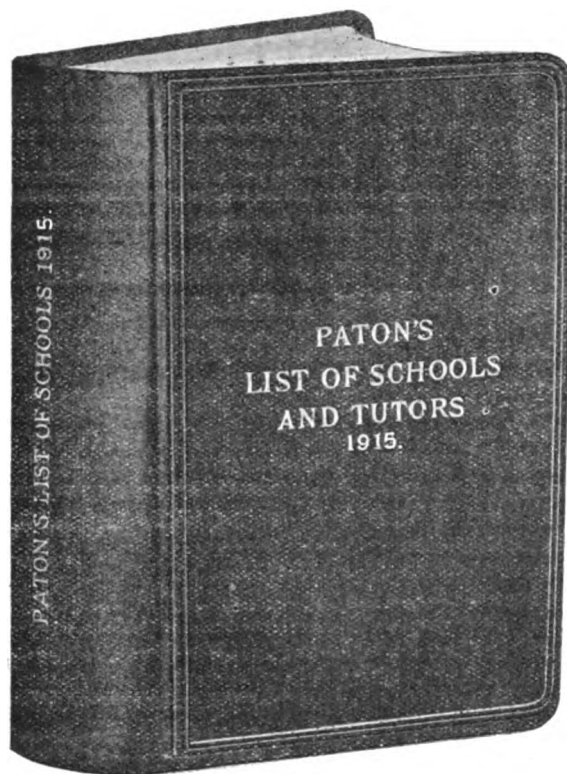 PATON'S LIST OF SCHOOLS 1915.
PATON'S
LIST OF SCHOOLS
AND TUTORS
1915.